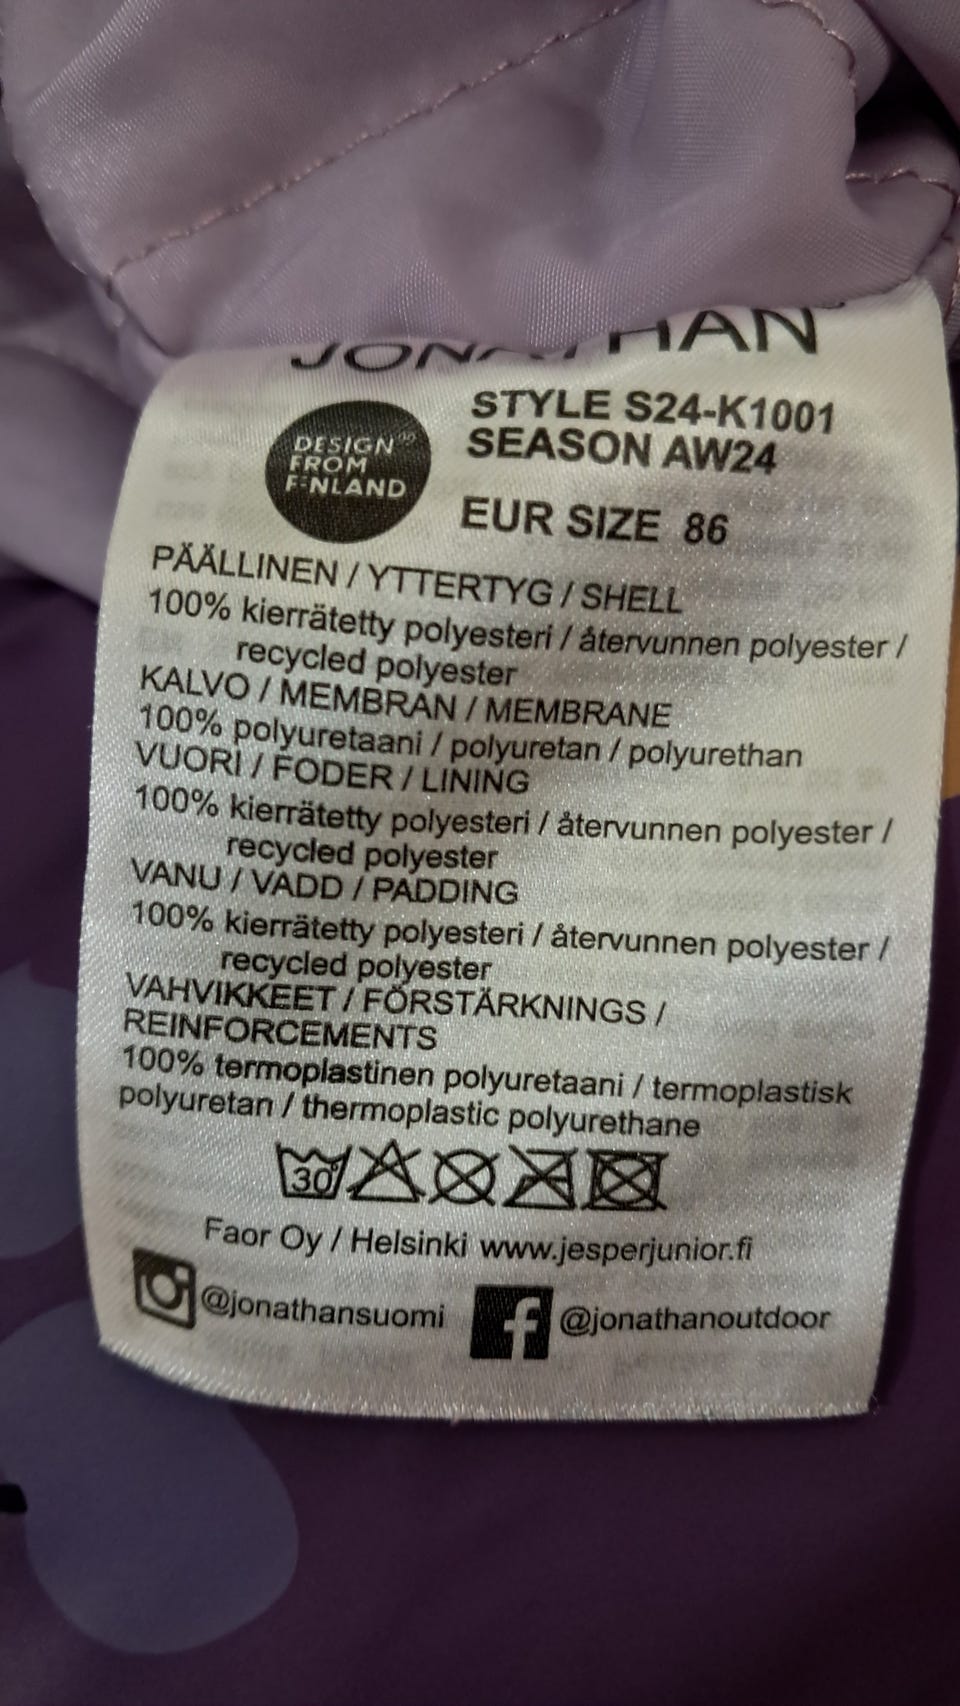 JONATHAN
DESIGN
FROM
FINLAND
STYLE S24-K1001
SEASON AW24
EUR SIZE 86
PÄÄLLINEN / YTTERTYG / SHELL
100% kierrätetty polyesteri / återvunnen polyester /
recycled polyester
KALVO / MEMBRAN / MEMBRANE
100% polyuretaani / polyuretan / polyurethan
VUORI / FODER / LINING
100% kierrätetty polyesteri / återvunnen polyester /
recycled polyester
VANU / VADD / PADDING
100% kierrätetty polyesteri / återvunnen polyester /
recycled polyester
VAHVIKKEET / FÖRSTÄRKNINGS /
REINFORCEMENTS
100% termoplastinen polyuretaani / termoplastisk
polyuretan / thermoplastic polyurethane
30°
Faor Oy / Helsinki www.jesperjunior.fi
@jonathansuomi
@jonathanoutdoor